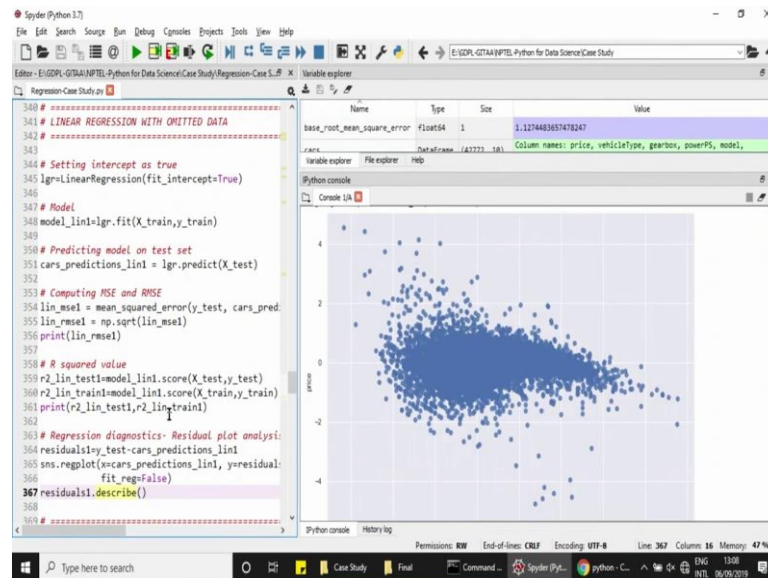 Spyder (Python 3.7)
File Edit Search Source Run Debug Consoles Projects Tools View Help
E:\GDPL-GITAA\NPTEL-Python for Data Science\Case Study
Editor - E:\GDPL-GITAA\NPTEL-Python for Data Science\Case Study\Regression-Case S...
Regression-Case Study.py
340 # ==========================================
341 # LINEAR REGRESSION WITH OMITTED DATA
342 # ==========================================
343
344 # Setting intercept as true
345 lgr=LinearRegression(fit_intercept=True)
346
347 # Model
348 model_lin1=lgr.fit(X_train,y_train)
349
350 # Predicting model on test set
351 cars_predictions_lin1 = lgr.predict(X_test)
352
353 # Computing MSE and RMSE
354 lin_mse1 = mean_squared_error(y_test, cars_pred
355 lin_rmse1 = np.sqrt(lin_mse1)
356 print(lin_rmse1)
357
358 # R squared value
359 r2_lin_test1=model_lin1.score(X_test,y_test)
360 r2_lin_train1=model_lin1.score(X_train,y_train)
361 print(r2_lin_test1,r2_lin_train1)
362
363 # Regression diagnostics- Residual plot analysis
364 residuals1=y_test-cars_predictions_lin1
365 sns.regplot(x=cars_predictions_lin1, y=residual
366 fit_reg=False)
367 residuals1.describe()
368
369 # ==========================================
Variable explorer
Name Type Size Value
base_root_mean_square_error float64 1 1.1274483657478247
cars DataFrame (42772, 10) Column names: price, vehicleType, gearbox, powerPS, model,
Variable explorer File explorer Help
IPython console
Console 1/A
4
2
0
-2
-4
price
IPython console History log
Permissions: RW End-of-lines: CRLF Encoding: UTF-8 Line: 367 Column: 16 Memory: 47 %
Type here to search
Case Study
Final
Command ...
Spyder (Pyt...
python - C...
ENG
INTL
13:08
06/09/2019